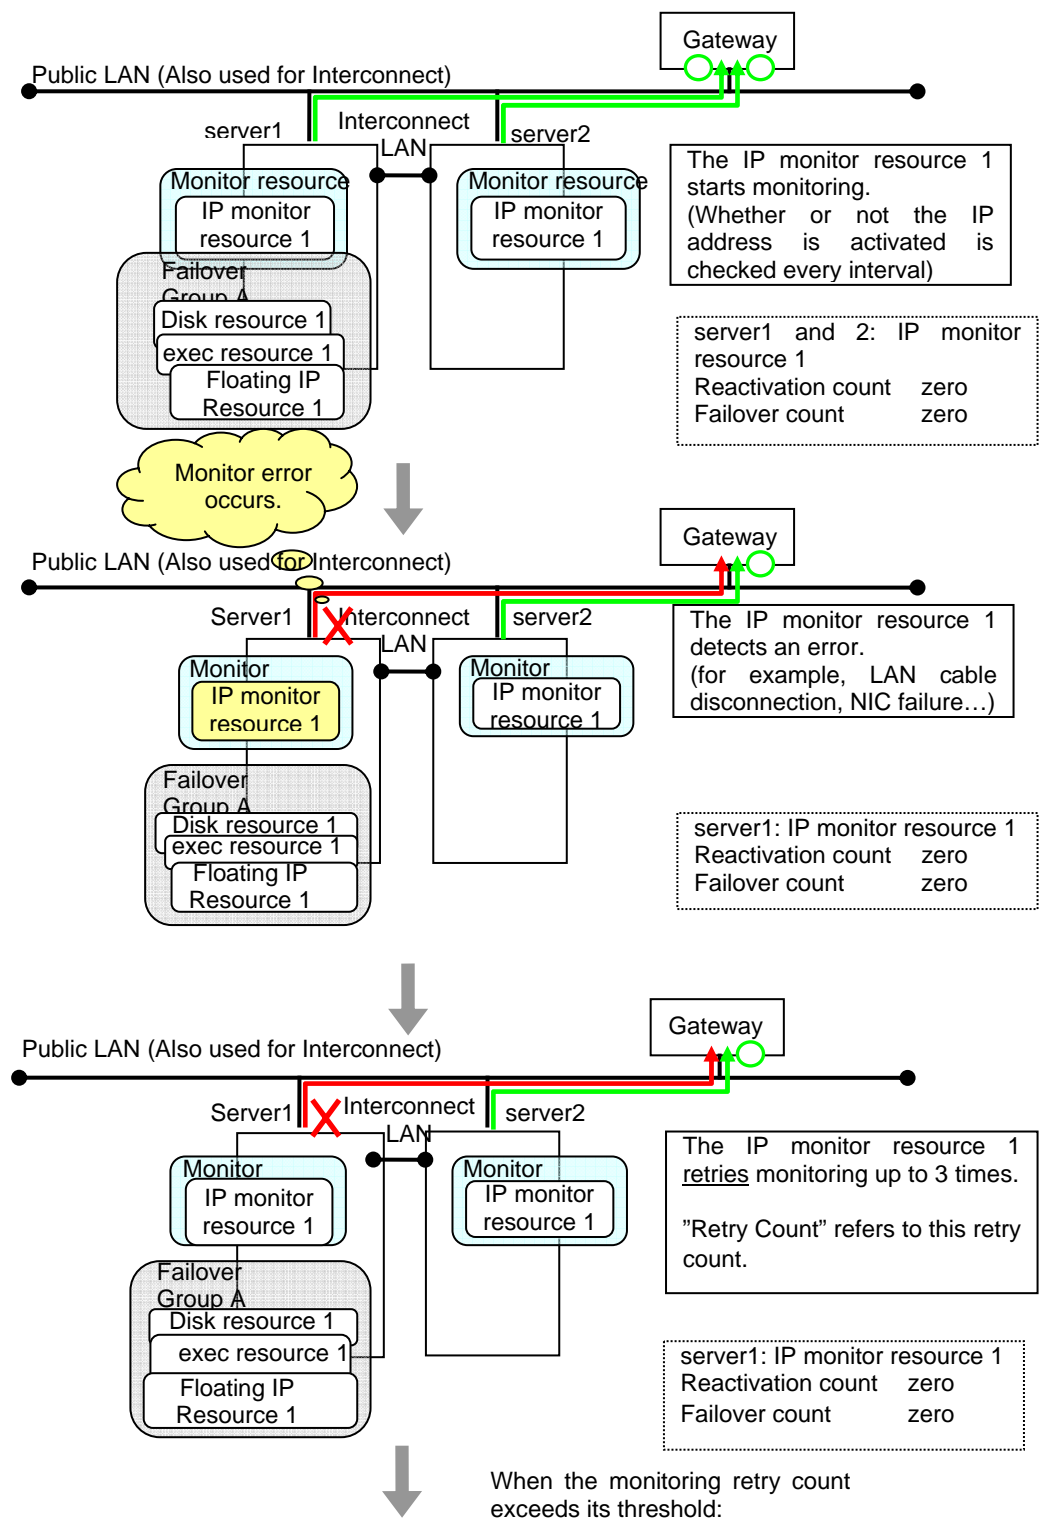 Gateway
Public LAN (Also used for Interconnect)
server1
Interconnect
LAN
server2
Monitor resource
IP monitor
resource 1
Monitor resource
IP monitor
resource 1
Failover
Group A
Disk resource 1
exec resource 1
Floating IP
Resource 1
The IP monitor resource 1
starts monitoring.
(Whether or not the IP
address is activated is
checked every interval)
server1 and 2: IP monitor
resource 1
Reactivation count zero
Failover count zero
Monitor error
occurs.
Gateway
Public LAN (Also used for Interconnect)
Server1
Interconnect
LAN
server2
Monitor
IP monitor
resource 1
Monitor
IP monitor
resource 1
Failover
Group A
Disk resource 1
exec resource 1
Floating IP
Resource 1
The IP monitor resource 1
detects an error.
(for example, LAN cable
disconnection, NIC failure…)
server1: IP monitor resource 1
Reactivation count zero
Failover count zero
Gateway
Public LAN (Also used for Interconnect)
Server1
Interconnect
LAN
server2
Monitor
IP monitor
resource 1
Monitor
IP monitor
resource 1
Failover
Group A
Disk resource 1
exec resource 1
Floating IP
Resource 1
The IP monitor resource 1
retries monitoring up to 3 times.
”Retry Count” refers to this retry
count.
server1: IP monitor resource 1
Reactivation count zero
Failover count zero
When the monitoring retry count
exceeds its threshold: